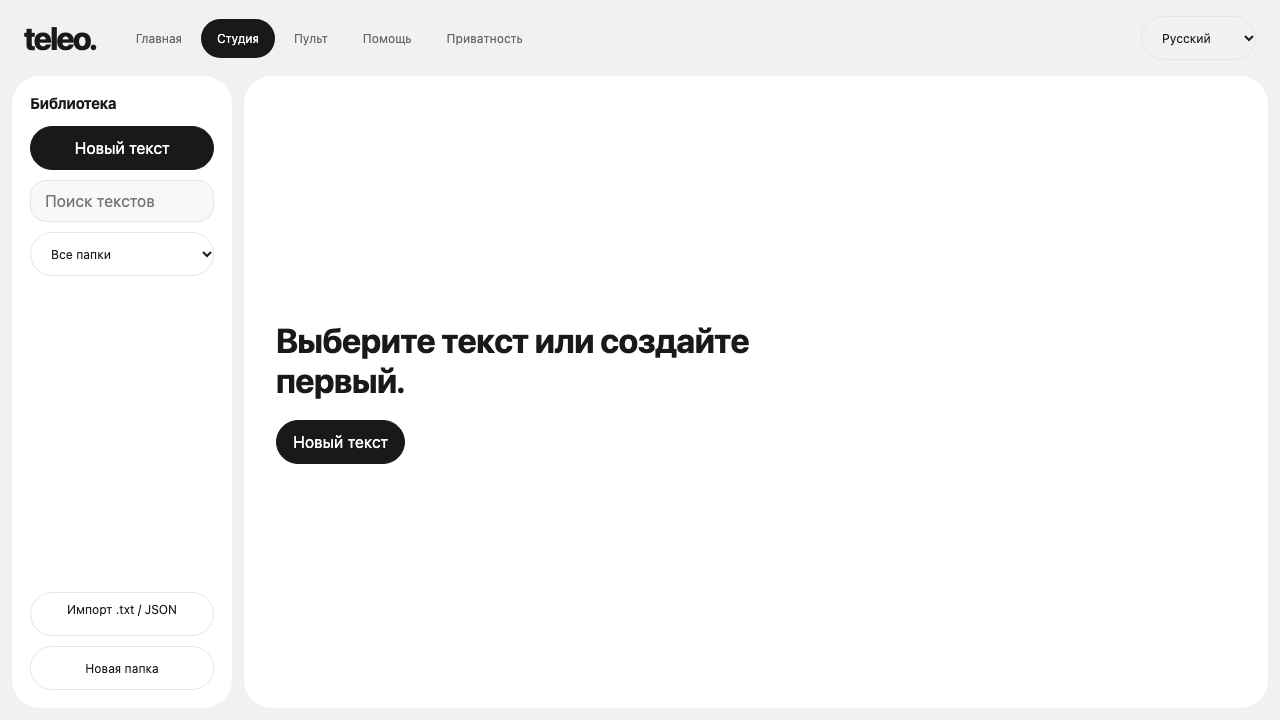 teleo.
Главная
Студия
Пульт
Помощь
Приватность
Русский
Библиотека
Новый текст
Поиск текстов
Все папки
Импорт .txt / JSON
Новая папка
Выберите текст или создайте
первый.
Новый текст